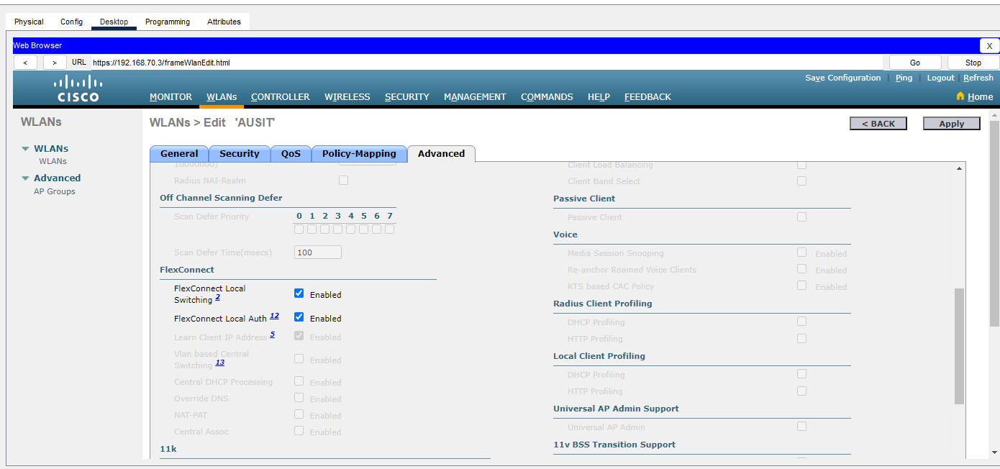 Physical Config Desktop Programming Attributes
Web Browser X
< > URL https://192.168.70.3/frameWlanEdit.html Go Stop
Save Configuration | Ping | Logout | Refresh
CISCO MONITOR WLANs CONTROLLER WIRELESS SECURITY MANAGEMENT COMMANDS HELP FEEDBACK Home
WLANs
WLANs
WLANs
Advanced
AP Groups
WLANs > Edit 'AUSIT' < BACK Apply
General Security QoS Policy-Mapping Advanced
10000000)
Radius NAI-Realm
Off Channel Scanning Defer
Scan Defer Priority 0 1 2 3 4 5 6 7
Scan Defer Time(msecs) 100
FlexConnect
FlexConnect Local
Switching 2 Enabled
FlexConnect Local Auth 12 Enabled
Learn Client IP Address 5 Enabled
Vlan based Central
Switching 13 Enabled
Central DHCP Processing Enabled
Override DNS Enabled
NAT-PAT Enabled
Central Assoc Enabled
11k
Client Load Balancing
Client Band Select
Passive Client
Passive Client
Voice
Media Session Snooping Enabled
Re-anchor Roamed Voice Clients Enabled
KTS based CAC Policy Enabled
Radius Client Profiling
DHCP Profiling
HTTP Profiling
Local Client Profiling
DHCP Profiling
HTTP Profiling
Universal AP Admin Support
Universal AP Admin
11v BSS Transition Support